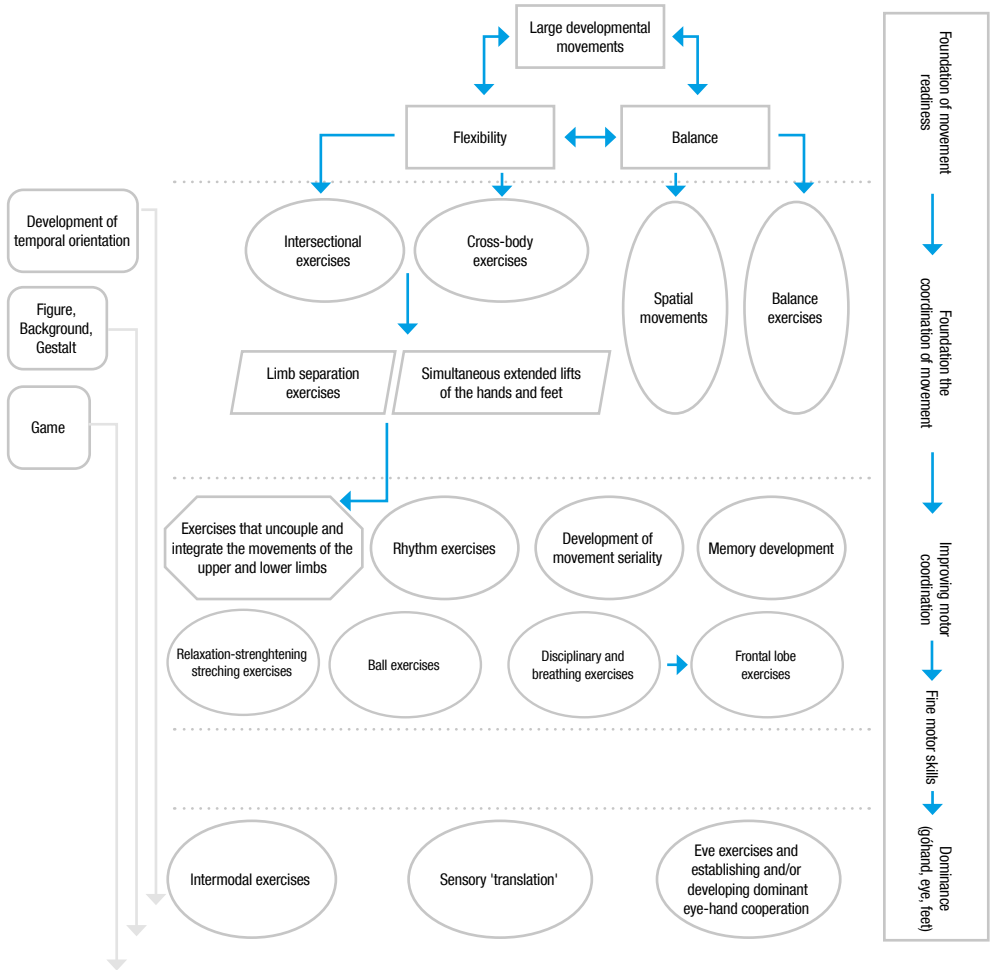 Large developmental
movements
Flexibility
Balance
Development of
temporal orientation
Figure,
Background,
Gestalt
Game
Intersectional
exercises
Cross-body
exercises
Spatial
movements
Balance
exercises
Limb separation
exercises
Simultaneous extended lifts
of the hands and feet
Exercises that uncouple and
integrate the movements of the
upper and lower limbs
Rhythm exercises
Development of
movement seriality
Memory development
Relaxation-strenghtening
streching exercises
Ball exercises
Disciplinary and
breathing exercises
Frontal lobe
exercises
Intermodal exercises
Sensory 'translation'
Eve exercises and
establishing and/or
developing dominant
eye-hand cooperation
Foundation of movement
readiness
Foundation the
coordination of movement
Improving motor
coordination
Fine motor skills
Dominance
(góhand, eye, feet)